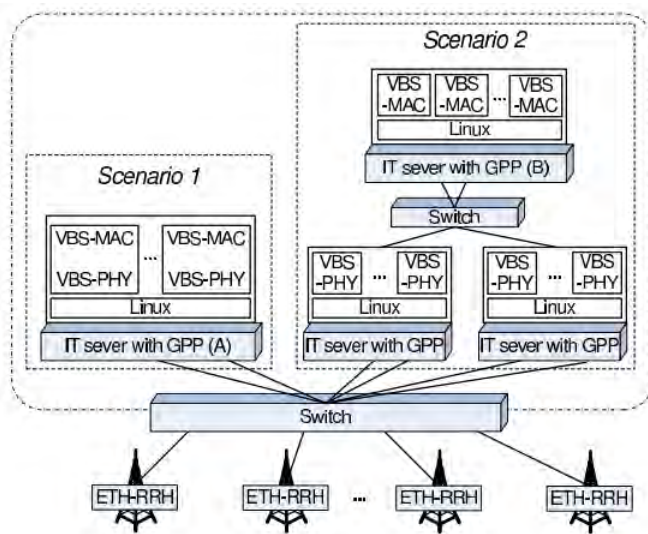 Scenario 2
VBS VBS VBS
-MAC -MAC ... -MAC
Linux
IT sever with GPP (B)
Switch
Scenario 1
VBS-MAC VBS-MAC
...
VBS-PHY VBS-PHY
Linux
IT sever with GPP (A)
VBS ... VBS
-PHY -PHY
Linux
IT sever with GPP
VBS ... VBS
-PHY -PHY
Linux
IT sever with GPP
Switch
ETH-RRH ETH-RRH ... ETH-RRH ETH-RRH